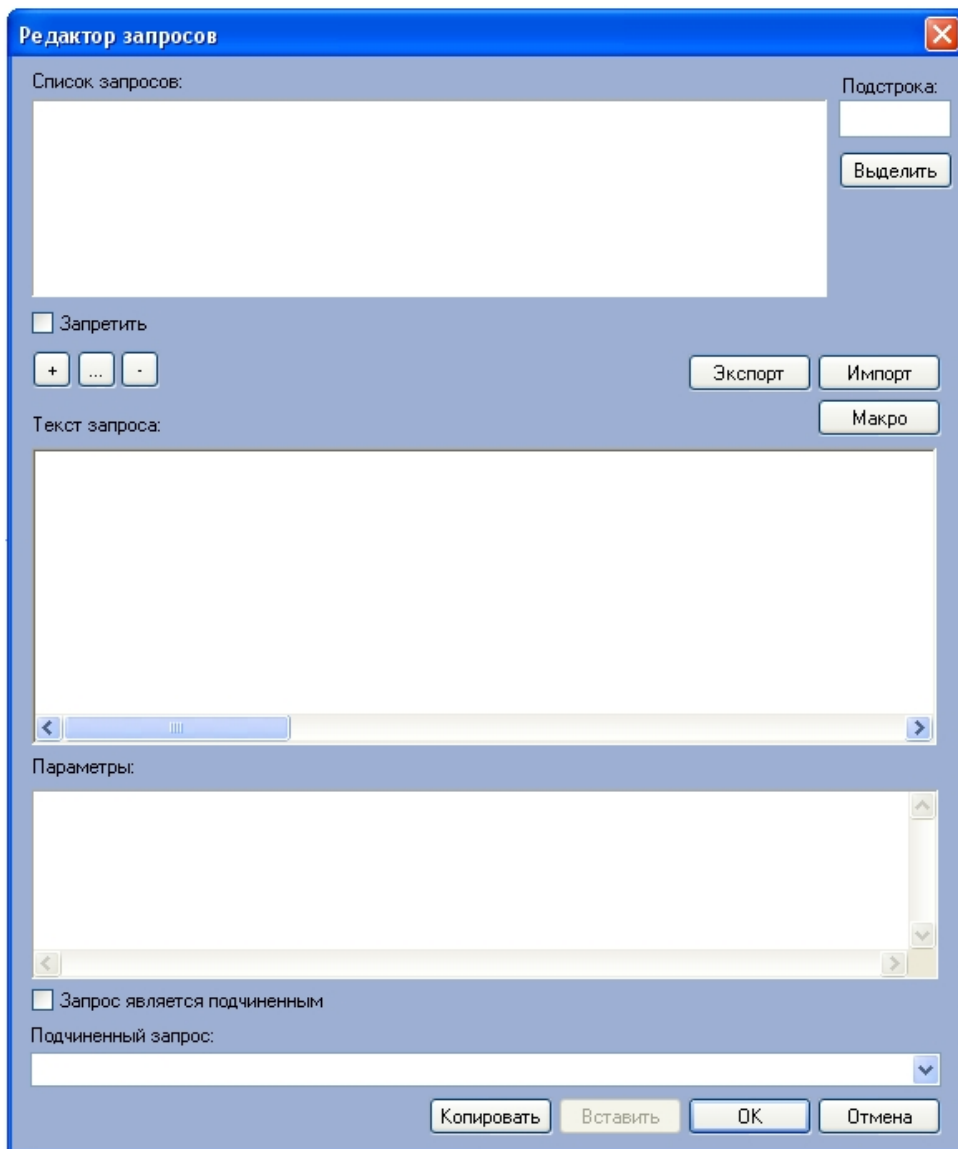 Редактор запросов
Список запросов:
Подстрока:
Выделить
Запретить
+ ... -
Экспорт Импорт
Макро
Текст запроса:
Параметры:
Запрос является подчиненным
Подчиненный запрос:
Копировать Вставить OK Отмена